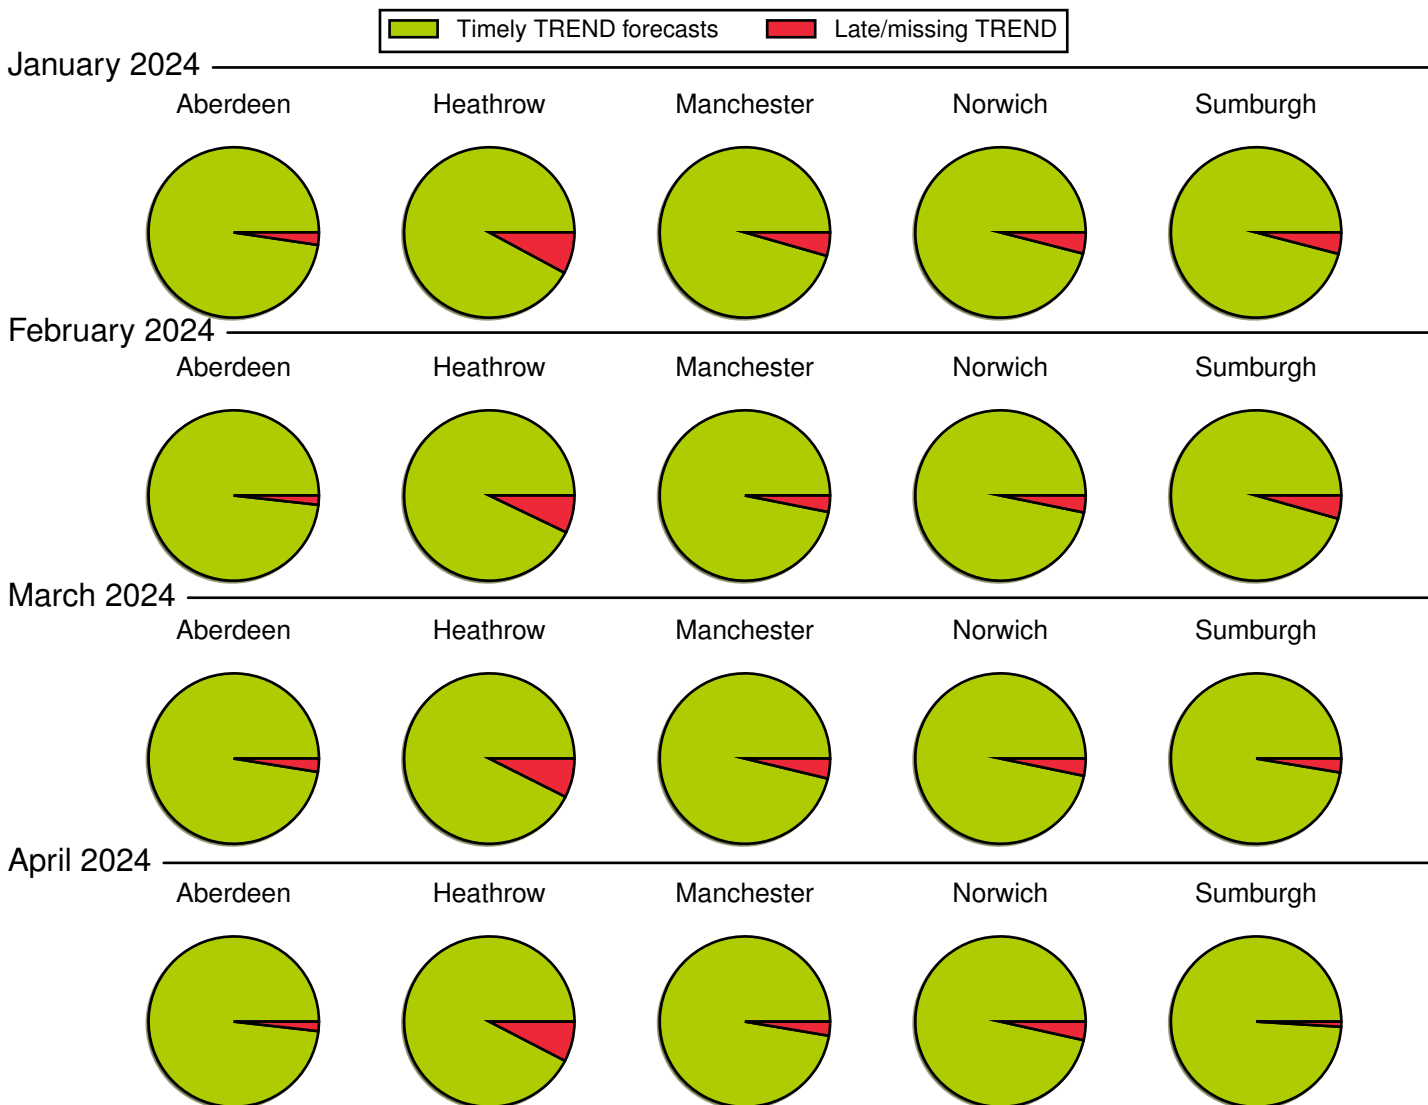 Timely TREND forecasts Late/missing TREND
January 2024
Aberdeen Heathrow Manchester Norwich Sumburgh
February 2024
Aberdeen Heathrow Manchester Norwich Sumburgh
March 2024
Aberdeen Heathrow Manchester Norwich Sumburgh
April 2024
Aberdeen Heathrow Manchester Norwich Sumburgh